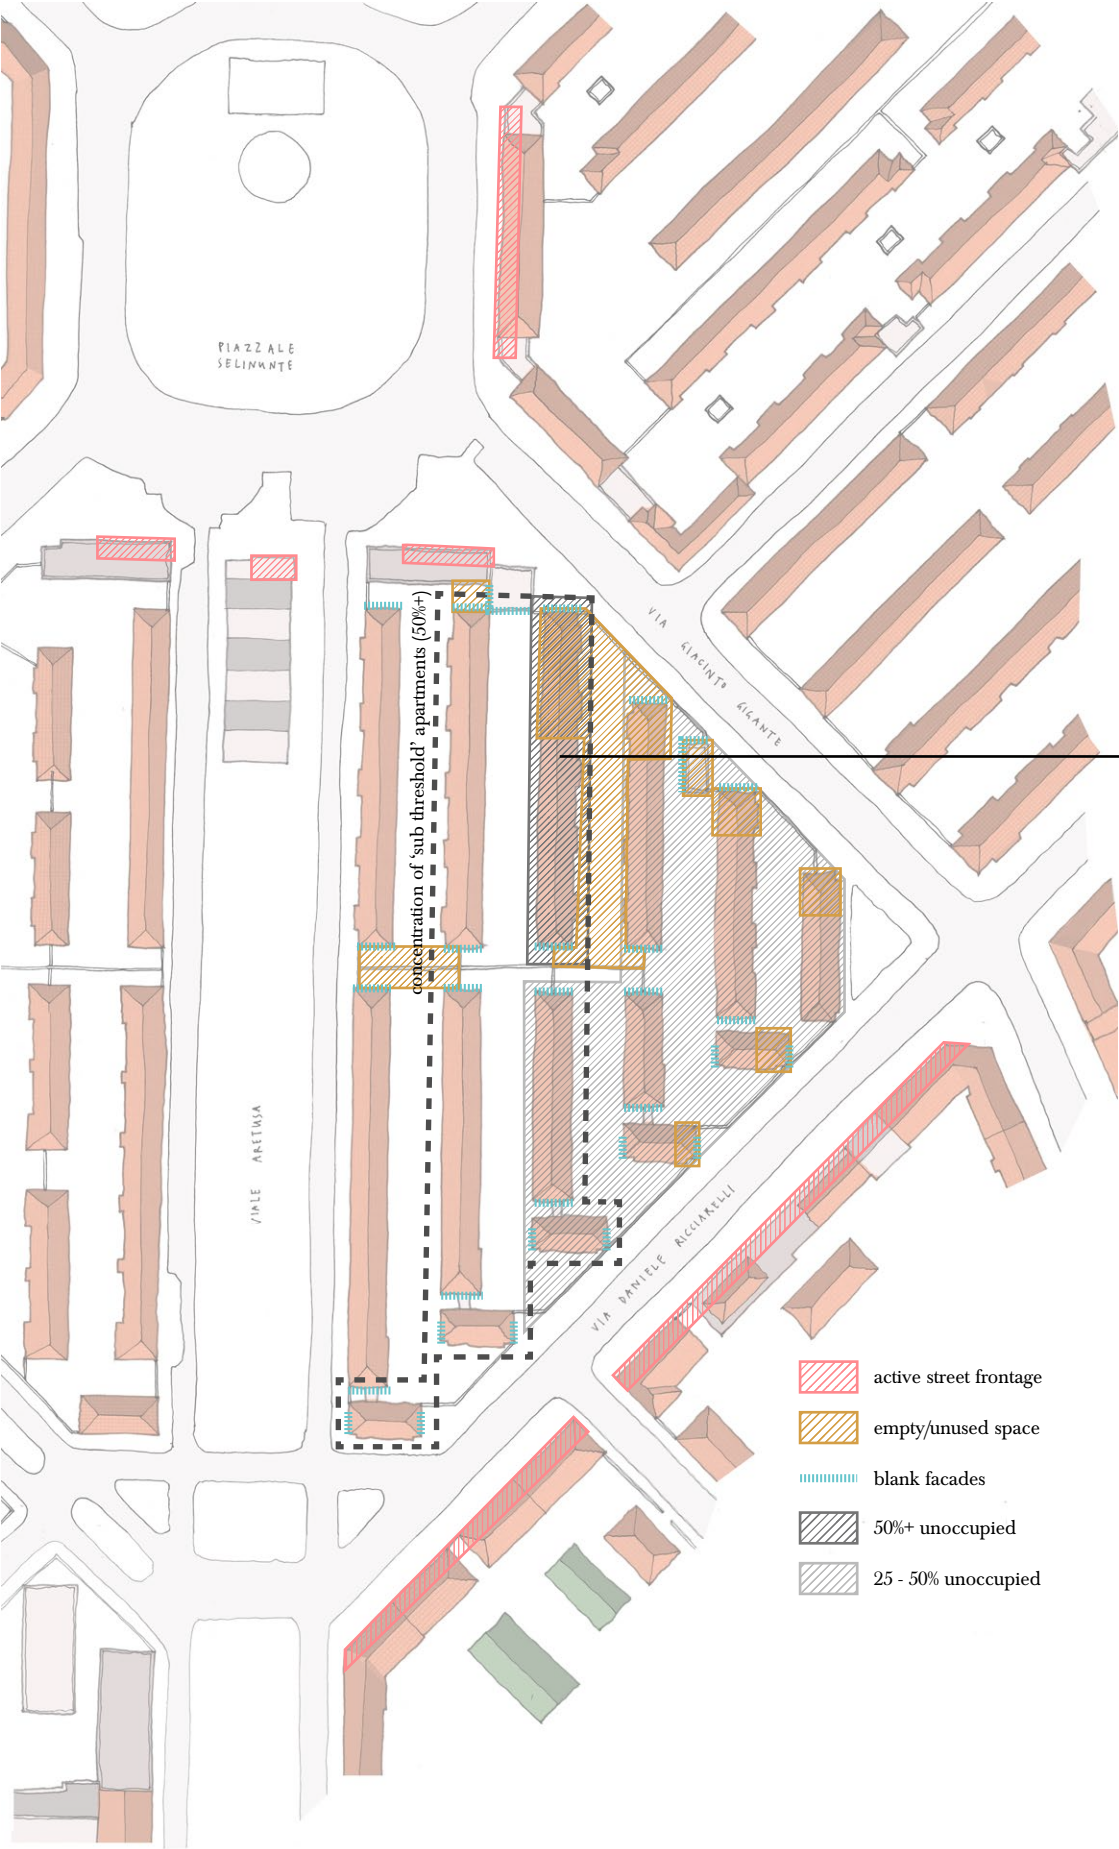 PIAZZALE
SELINUNTE
VIA GIACINTO GIGANTE
concentration of ‘sub threshold’ apartments (50%+)
VIALE ARETUSA
VIA DANIELE RICCIARELLI
active street frontage
empty/unused space
blank facades
50%+ unoccupied
25 - 50% unoccupied